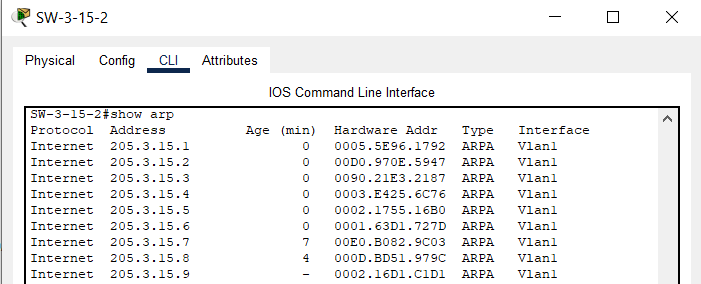 SW-3-15-2
Physical Config CLI Attributes
IOS Command Line Interface
SW-3-15-2#show arp
Protocol Address Age (min) Hardware Addr Type Interface
Internet 205.3.15.1 0 0005.5E96.1792 ARPA Vlan1
Internet 205.3.15.2 0 00D0.970E.5947 ARPA Vlan1
Internet 205.3.15.3 0 0090.21E3.2187 ARPA Vlan1
Internet 205.3.15.4 0 0003.E425.6C76 ARPA Vlan1
Internet 205.3.15.5 0 0002.1755.16B0 ARPA Vlan1
Internet 205.3.15.6 0 0001.63D1.727D ARPA Vlan1
Internet 205.3.15.7 7 00E0.B082.9C03 ARPA Vlan1
Internet 205.3.15.8 4 000D.BD51.979C ARPA Vlan1
Internet 205.3.15.9 - 0002.16D1.C1D1 ARPA Vlan1